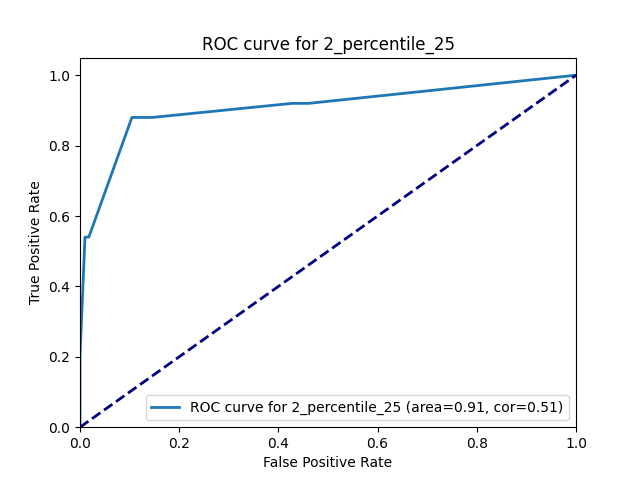 ROC curve for 2_percentile_25
True Positive Rate
1.0
0.8
0.6
0.4
0.2
0.0
ROC curve for 2_percentile_25 (area=0.91, cor=0.51)
0.0 0.2 0.4 0.6 0.8 1.0
False Positive Rate